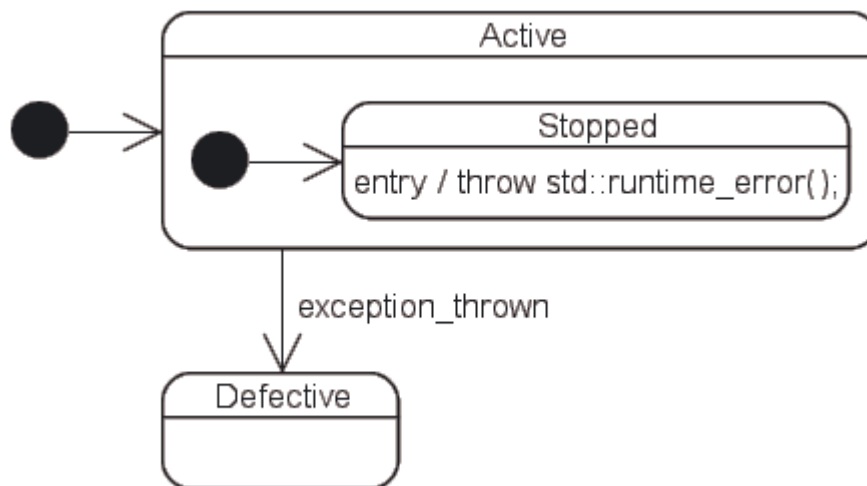 Active
Stopped
entry / throw std::runtime_error();
exception_thrown
Defective